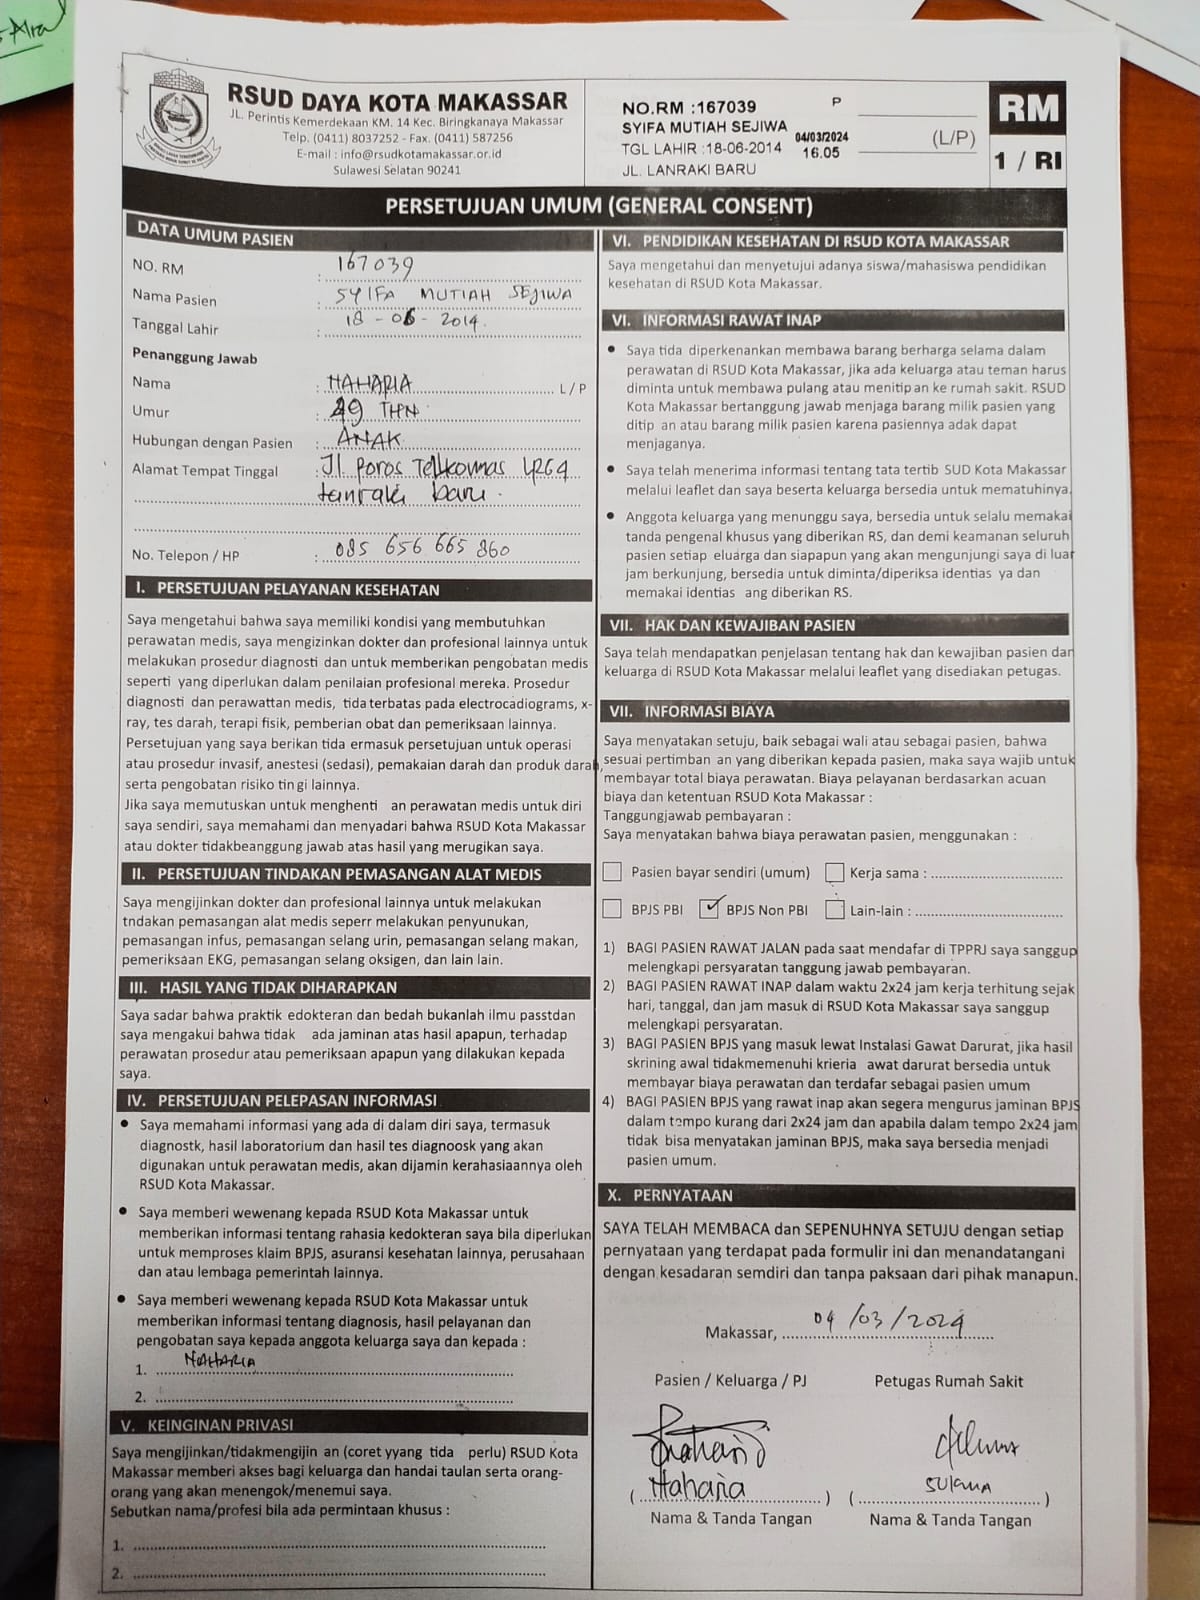 Alra
RSUD DAYA KOTA MAKASSAR
JL. Perintis Kemerdekaan KM. 14 Kec. Biringkanaya Makassar
Telp. (0411) 8037252 - Fax. (0411) 587256
E-mail : info@rsudkotamakassar.or.id
Sulawesi Selatan 90241
NO.RM :167039 P
SYIFA MUTIAH SEJIWA 04/03/2024
TGL LAHIR :18-06-2014 16.05
JL. LANRAKI BARU
(L/P)
RM
1 / RI
PERSETUJUAN UMUM (GENERAL CONSENT)
DATA UMUM PASIEN
NO. RM : 167039
Nama Pasien : SYIFA MUTIAH SEJIWA
Tanggal Lahir : 18 - 06 - 2014.
Penanggung Jawab
Nama : HAHARIA L / P
Umur : 49 THN
Hubungan dengan Pasien : ANAK
Alamat Tempat Tinggal : Jl. Poros Telkomas LRG4
lanraki baru.
No. Telepon / HP : 085 656 665 860
I. PERSETUJUAN PELAYANAN KESEHATAN
Saya mengetahui bahwa saya memiliki kondisi yang membutuhkan
perawatan medis, saya mengizinkan dokter dan profesional lainnya untuk
melakukan prosedur diagnosti dan untuk memberikan pengobatan medis
seperti yang diperlukan dalam penilaian profesional mereka. Prosedur
diagnosti dan perawattan medis, tida terbatas pada electrocadiograms, x-
ray, tes darah, terapi fisik, pemberian obat dan pemeriksaan lainnya.
Persetujuan yang saya berikan tida ermasuk persetujuan untuk operasi
atau prosedur invasif, anestesi (sedasi), pemakaian darah dan produk darah,
serta pengobatan risiko tin gi lainnya.
Jika saya memutuskan untuk menghenti an perawatan medis untuk diri
saya sendiri, saya memahami dan menyadari bahwa RSUD Kota Makassar
atau dokter tidakbeanggung jawab atas hasil yang merugikan saya.
II. PERSETUJUAN TINDAKAN PEMASANGAN ALAT MEDIS
Saya mengijinkan dokter dan profesional lainnya untuk melakukan
tndakan pemasangan alat medis seperr melakukan penyunukan,
pemasangan infus, pemasangan selang urin, pemasangan selang makan,
pemeriksaan EKG, pemasangan selang oksigen, dan lain lain.
III. HASIL YANG TIDAK DIHARAPKAN
Saya sadar bahwa praktik edokteran dan bedah bukanlah ilmu passtdan
saya mengakui bahwa tidak ada jaminan atas hasil apapun, terhadap
perawatan prosedur atau pemeriksaan apapun yang dilakukan kepada
saya.
IV. PERSETUJUAN PELEPASAN INFORMASI
• Saya memahami informasi yang ada di dalam diri saya, termasuk
diagnostk, hasil laboratorium dan hasil tes diagnoosk yang akan
digunakan untuk perawatan medis, akan dijamin kerahasiaannya oleh
RSUD Kota Makassar.
• Saya memberi wewenang kepada RSUD Kota Makassar untuk
memberikan informasi tentang rahasia kedokteran saya bila diperlukan
untuk memproses klaim BPJS, asuransi kesehatan lainnya, perusahaan
dan atau lembaga pemerintah lainnya.
• Saya memberi wewenang kepada RSUD Kota Makassar untuk
memberikan informasi tentang diagnosis, hasil pelayanan dan
pengobatan saya kepada anggota keluarga saya dan kepada :
1. NAHARIA
2.
V. KEINGINAN PRIVASI
Saya mengijinkan/tidakmengijin an (coret yyang tida perlu) RSUD Kota
Makassar memberi akses bagi keluarga dan handai taulan serta orang-
orang yang akan menengok/menemui saya.
Sebutkan nama/profesi bila ada permintaan khusus :
1.
2.
VI. PENDIDIKAN KESEHATAN DI RSUD KOTA MAKASSAR
Saya mengetahui dan menyetujui adanya siswa/mahasiswa pendidikan
kesehatan di RSUD Kota Makassar.
VI. INFORMASI RAWAT INAP
• Saya tida diperkenankan membawa barang berharga selama dalam
perawatan di RSUD Kota Makassar, jika ada keluarga atau teman harus
diminta untuk membawa pulang atau menitip an ke rumah sakit. RSUD
Kota Makassar bertanggung jawab menjaga barang milik pasien yang
ditip an atau barang milik pasien karena pasiennya adak dapat
menjaganya.
• Saya telah menerima informasi tentang tata tertib SUD Kota Makassar
melalui leaflet dan saya beserta keluarga bersedia untuk mematuhinya.
• Anggota keluarga yang menunggu saya, bersedia untuk selalu memakai
tanda pengenal khusus yang diberikan RS, dan demi keamanan seluruh
pasien setiap eluarga dan siapapun yang akan mengunjungi saya di luar
jam berkunjung, bersedia untuk diminta/diperiksa identias ya dan
memakai identias ang diberikan RS.
VII. HAK DAN KEWAJIBAN PASIEN
Saya telah mendapatkan penjelasan tentang hak dan kewajiban pasien dan
keluarga di RSUD Kota Makassar melalui leaflet yang disediakan petugas.
VII. INFORMASI BIAYA
Saya menyatakan setuju, baik sebagai wali atau sebagai pasien, bahwa
sesuai pertimban an yang diberikan kepada pasien, maka saya wajib untuk
membayar total biaya perawatan. Biaya pelayanan berdasarkan acuan
biaya dan ketentuan RSUD Kota Makassar :
Tanggungjawab pembayaran :
Saya menyatakan bahwa biaya perawatan pasien, menggunakan :
☐ Pasien bayar sendiri (umum) ☐ Kerja sama :
☐ BPJS PBI ☑ BPJS Non PBI ☐ Lain-lain :
1) BAGI PASIEN RAWAT JALAN pada saat mendafar di TPPRJ saya sanggup
melengkapi persyaratan tanggung jawab pembayaran.
2) BAGI PASIEN RAWAT INAP dalam waktu 2x24 jam kerja terhitung sejak
hari, tanggal, dan jam masuk di RSUD Kota Makassar saya sanggup
melengkapi persyaratan.
3) BAGI PASIEN BPJS yang masuk lewat Instalasi Gawat Darurat, jika hasil
skrining awal tidakmemenuhi krieria awat darurat bersedia untuk
membayar biaya perawatan dan terdafar sebagai pasien umum
4) BAGI PASIEN BPJS yang rawat inap akan segera mengurus jaminan BPJS
dalam tempo kurang dari 2x24 jam dan apabila dalam tempo 2x24 jam
tidak bisa menyatakan jaminan BPJS, maka saya bersedia menjadi
pasien umum.
X. PERNYATAAN
SAYA TELAH MEMBACA dan SEPENUHNYA SETUJU dengan setiap
pernyataan yang terdapat pada formulir ini dan menandatangani
dengan kesadaran semdiri dan tanpa paksaan dari pihak manapun.
Makassar, 04 /03 /2024
Pasien / Keluarga / PJ Petugas Rumah Sakit
( Haharia ) ( SUKMA )
Nama & Tanda Tangan Nama & Tanda Tangan